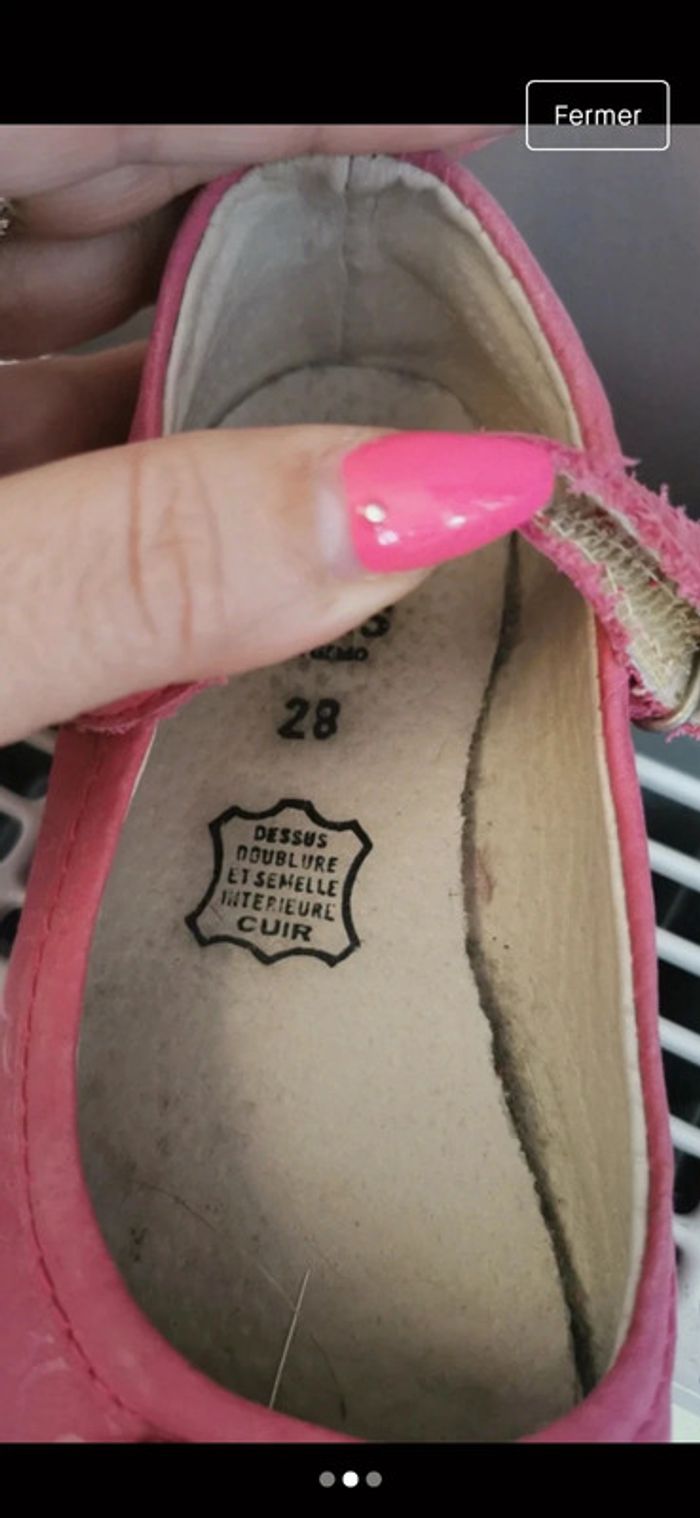 Fermer
28
DESSUS
DOUBLURE
ET SEMELLE
INTERIEURE
CUIR